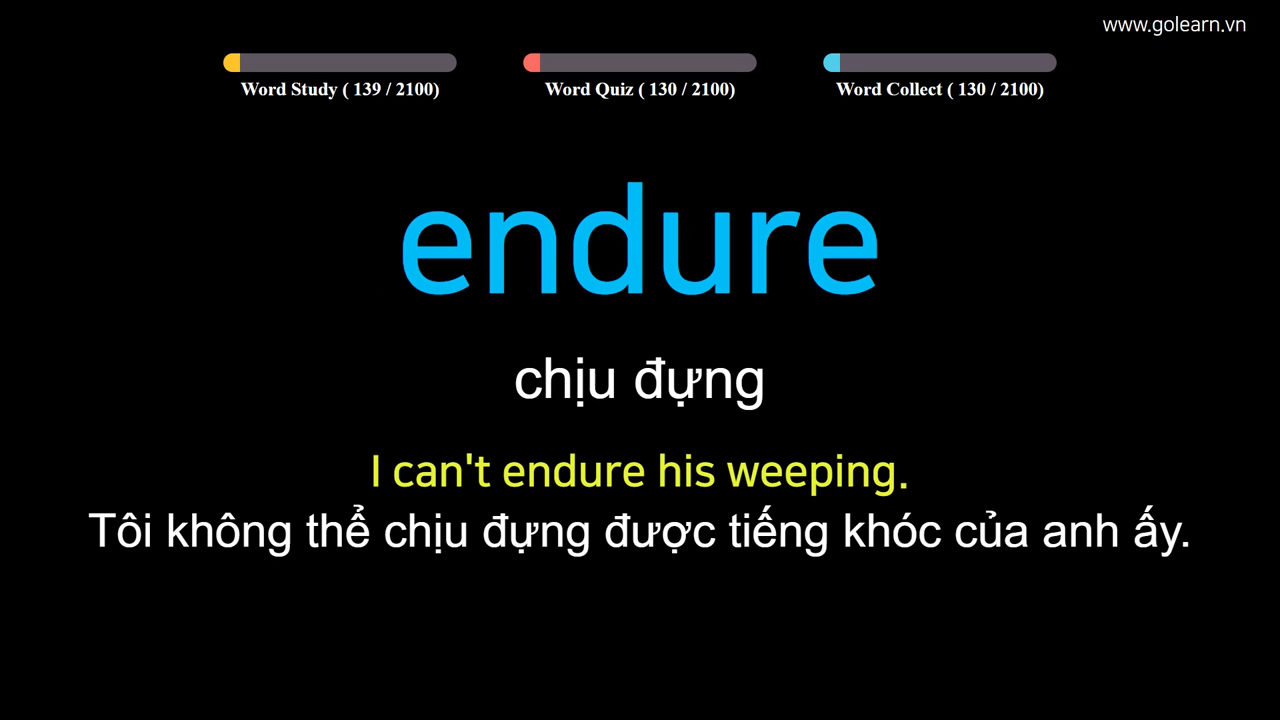 www.golearn.vn
Word Study ( 139 / 2100)
Word Quiz ( 130 / 2100)
Word Collect ( 130 / 2100)
endure
chịu đựng
I can't endure his weeping.
Tôi không thể chịu đựng được tiếng khóc của anh ấy.